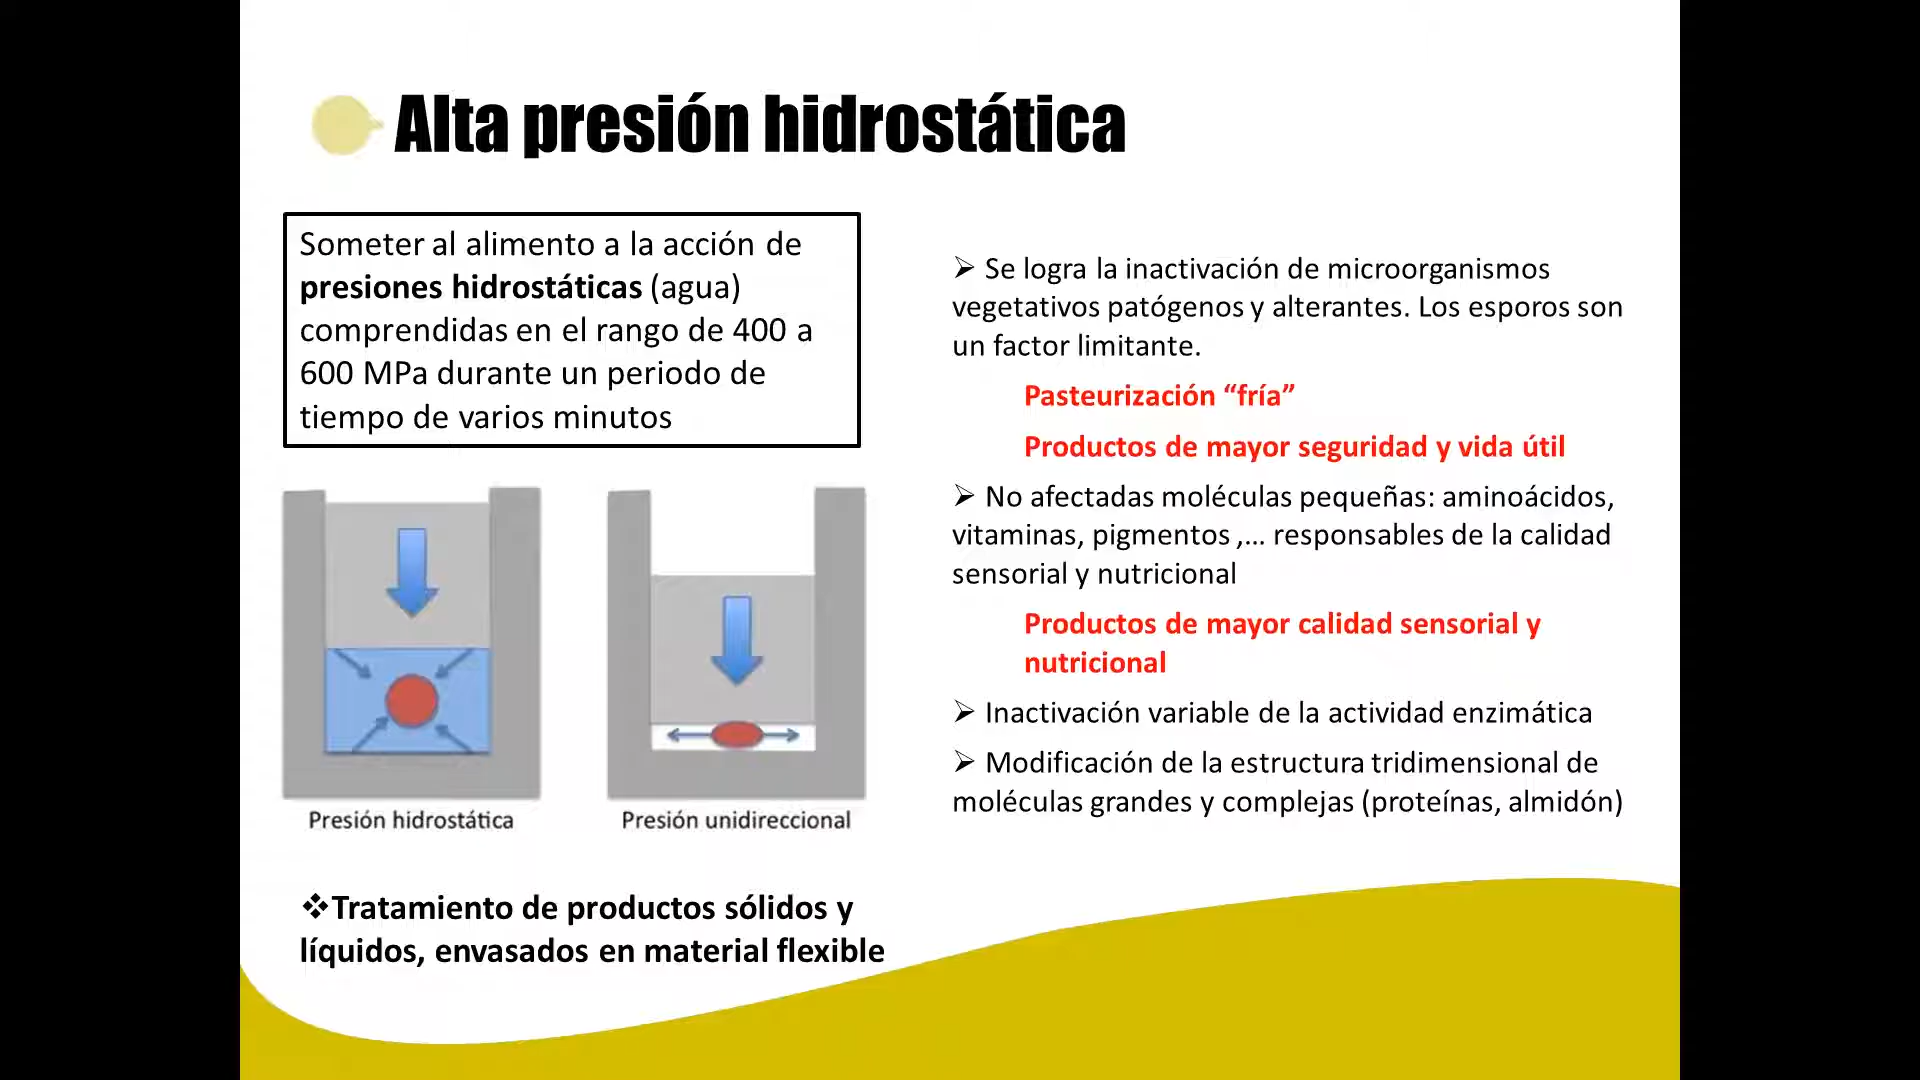 Alta presión hidrostática
Someter al alimento a la acción de
presiones hidrostáticas (agua)
comprendidas en el rango de 400 a
600 MPa durante un periodo de
tiempo de varios minutos
Presión hidrostática
Presión unidireccional
❖Tratamiento de productos sólidos y
líquidos, envasados en material flexible
➢ Se logra la inactivación de microorganismos
vegetativos patógenos y alterantes. Los esporos son
un factor limitante.
Pasteurización “fría”
Productos de mayor seguridad y vida útil
➢ No afectadas moléculas pequeñas: aminoácidos,
vitaminas, pigmentos ,… responsables de la calidad
sensorial y nutricional
Productos de mayor calidad sensorial y
nutricional
➢ Inactivación variable de la actividad enzimática
➢ Modificación de la estructura tridimensional de
moléculas grandes y complejas (proteínas, almidón)